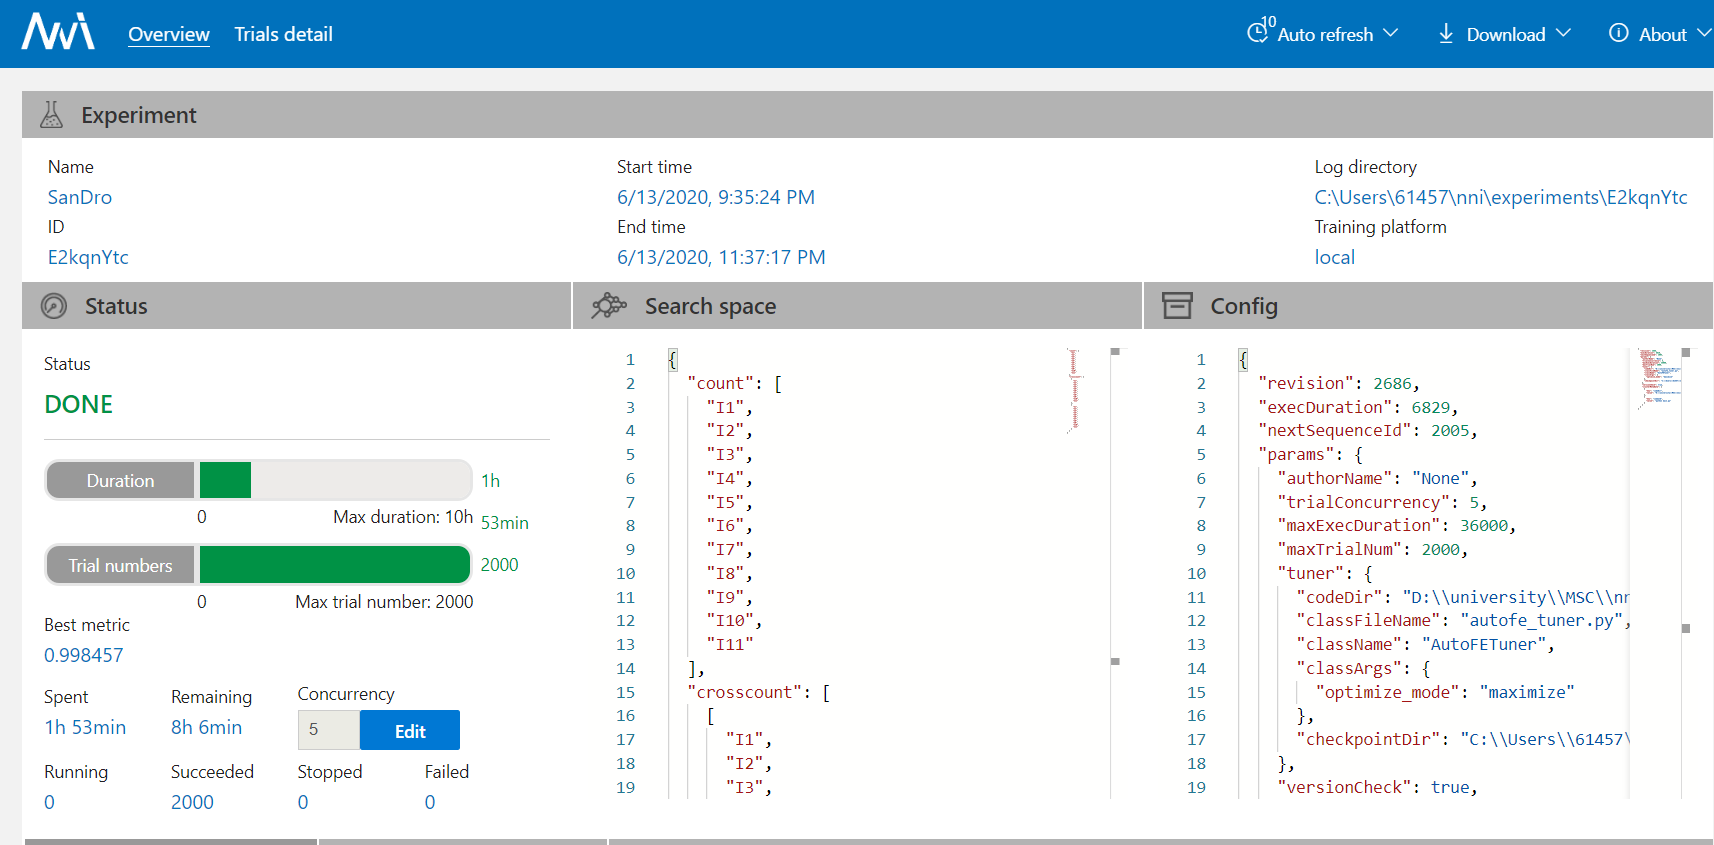 NNI Overview Trials detail 10 Auto refresh Download About
Experiment
Name
SanDro
ID
E2kqnYtc
Start time
6/13/2020, 9:35:24 PM
End time
6/13/2020, 11:37:17 PM
Log directory
C:\Users\61457\nni\experiments\E2kqnYtc
Training platform
local
Status
Status
DONE
Duration 1h 53min
0 Max duration: 10h
Trial numbers 2000
0 Max trial number: 2000
Best metric
0.998457
Spent Remaining Concurrency
1h 53min 8h 6min 5 Edit
Running Succeeded Stopped Failed
0 2000 0 0
Search space
1 {
2 "count": [
3 "I1",
4 "I2",
5 "I3",
6 "I4",
7 "I5",
8 "I6",
9 "I7",
10 "I8",
11 "I9",
12 "I10",
13 "I11"
14 ],
15 "crosscount": [
16 [
17 "I1",
18 "I2",
19 "I3",
Config
1 {
2 "revision": 2686,
3 "execDuration": 6829,
4 "nextSequenceId": 2005,
5 "params": {
6 "authorName": "None",
7 "trialConcurrency": 5,
8 "maxExecDuration": 36000,
9 "maxTrialNum": 2000,
10 "tuner": {
11 "codeDir": "D:\\university\\MSC\\nn
12 "classFileName": "autofe_tuner.py",
13 "className": "AutoFETuner",
14 "classArgs": {
15 "optimize_mode": "maximize"
16 },
17 "checkpointDir": "C:\\Users\\61457\
18 },
19 "versionCheck": true,